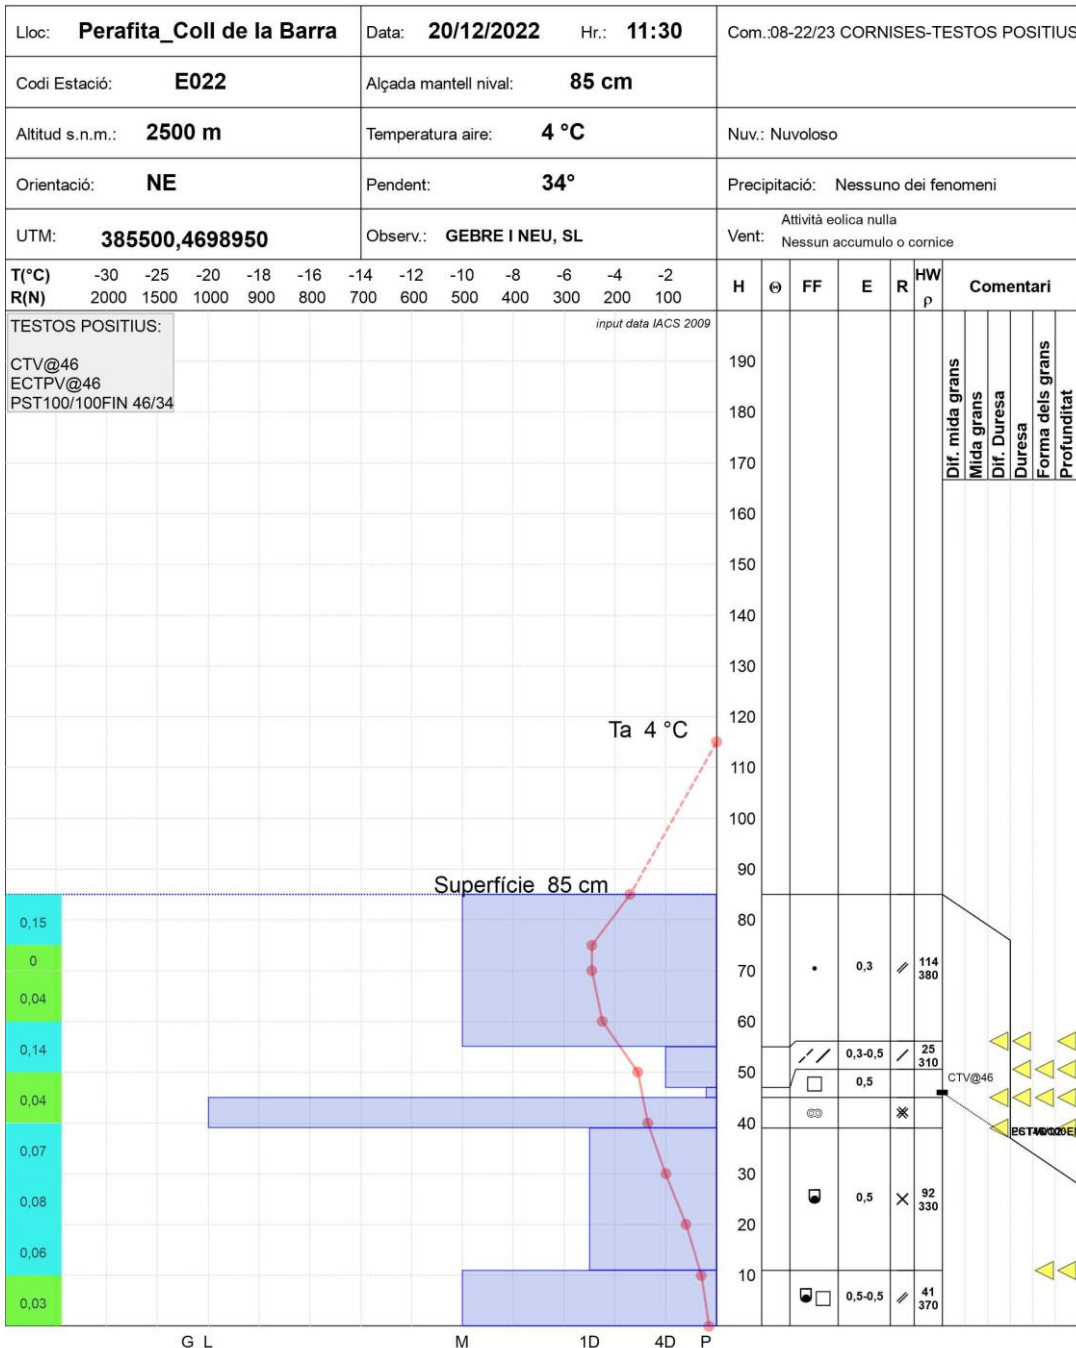 Lloc: Perafita_Coll de la Barra Data: 20/12/2022 Hr.: 11:30 Com.:08-22/23 CORNISES-TESTOS POSITIUS
Codi Estació: E022 Alçada mantell nival: 85 cm
Altitud s.n.m.: 2500 m Temperatura aire: 4 °C Nuv.: Nuvoloso
Orientació: NE Pendent: 34° Precipitació: Nessuno dei fenomeni
UTM: 385500,4698950 Observ.: GEBRE I NEU, SL Vent: Attività eolica nulla
Nessun accumulo o cornice
T(°C) -30 -25 -20 -18 -16 -14 -12 -10 -8 -6 -4 -2
R(N) 2000 1500 1000 900 800 700 600 500 400 300 200 100
H Θ FF E R HW ρ Comentari
TESTOS POSITIUS:
CTV@46
ECTPV@46
PST100/100FIN 46/34
input data IACS 2009
Dif. mida grans
Mida grans
Dif. Duresa
Duresa
Forma dels grans
Profunditat
190
180
170
160
150
140
130
120
Ta 4 °C
110
100
90
Superfície 85 cm
80
0,15
0 70 0,3 114
380
0,04
60
0,14 0,3-0,5 25
310
50 0,5 CTV@46
0,04
40
0,07
30
0,08 0,5 92
330
20
0,06
10
0,03 0,5-0,5 41
370
G L M 1D 4D P